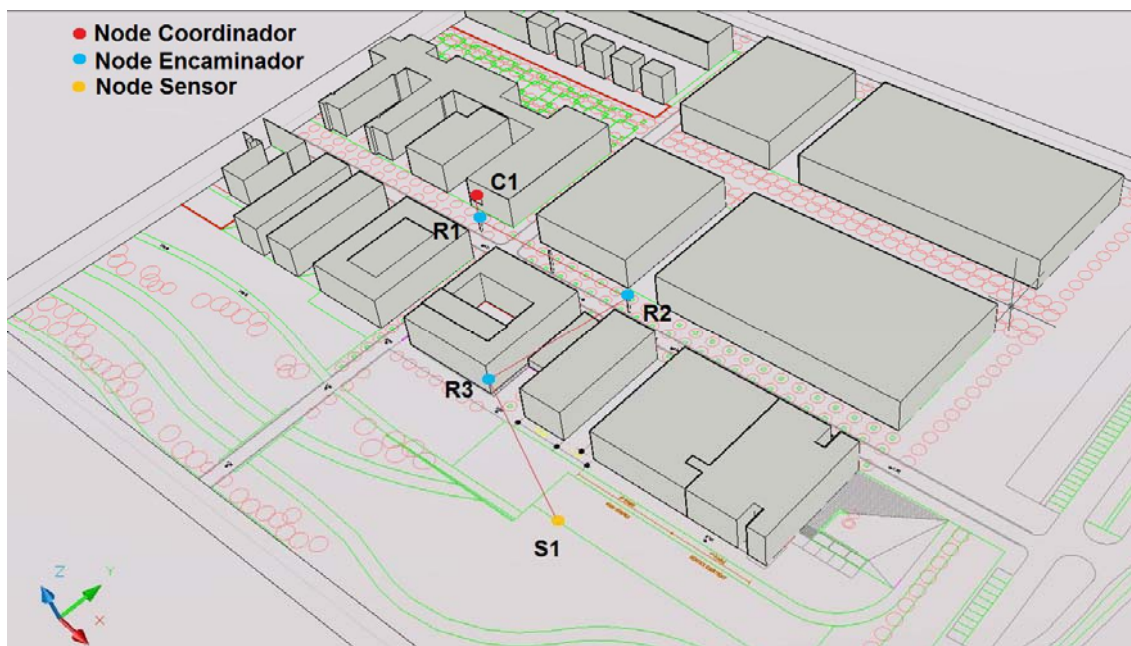 Node Coordinador
Node Encaminador
Node Sensor
C1
R1
R2
R3
S1
Z
Y
X